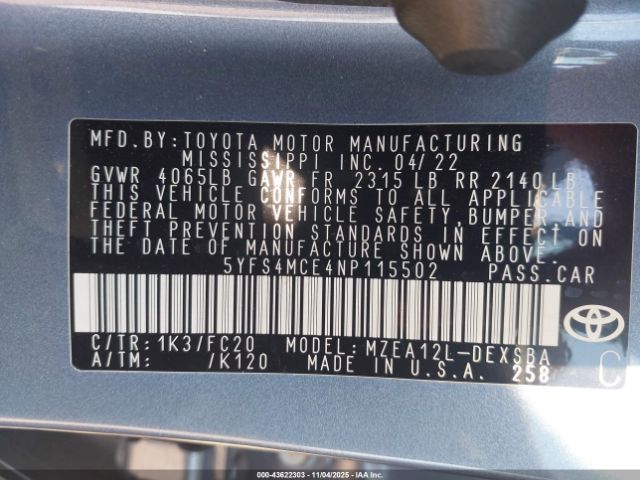 MFD. BY: TOYOTA MOTOR MANUFACTURING
MISSISSIPPI INC. 04/22
GVWR 4065LB GAWR FR 2315 LB RR 2140 LB
THIS VEHICLE CONFORMS TO ALL APPLICABLE
FEDERAL MOTOR VEHICLE SAFETY, BUMPER AND
THEFT PREVENTION STANDARDS IN EFFECT ON
THE DATE OF MANUFACTURE SHOWN ABOVE.
5YFS4MCE4NP115502 PASS.CAR
C/TR: 1K3/FC20 MODEL: MZEA12L-DEXSBA
A/TM: /K120 MADE IN U.S.A. 258
C
© IAA 00-43622303 - 11/04/2025 - IAAI.COM